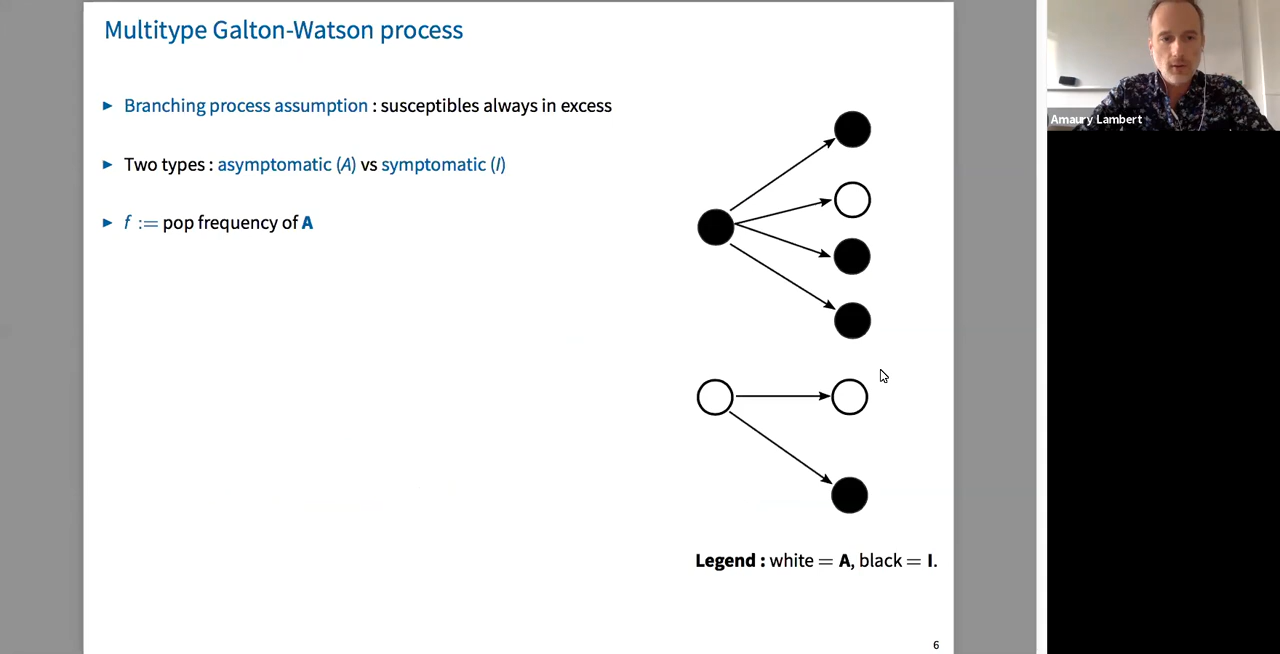 Multitype Galton-Watson process
► Branching process assumption : susceptibles always in excess
► Two types : asymptomatic (A) vs symptomatic (I)
► f := pop frequency of A
Legend : white = A, black = I.
6
Amaury Lambert